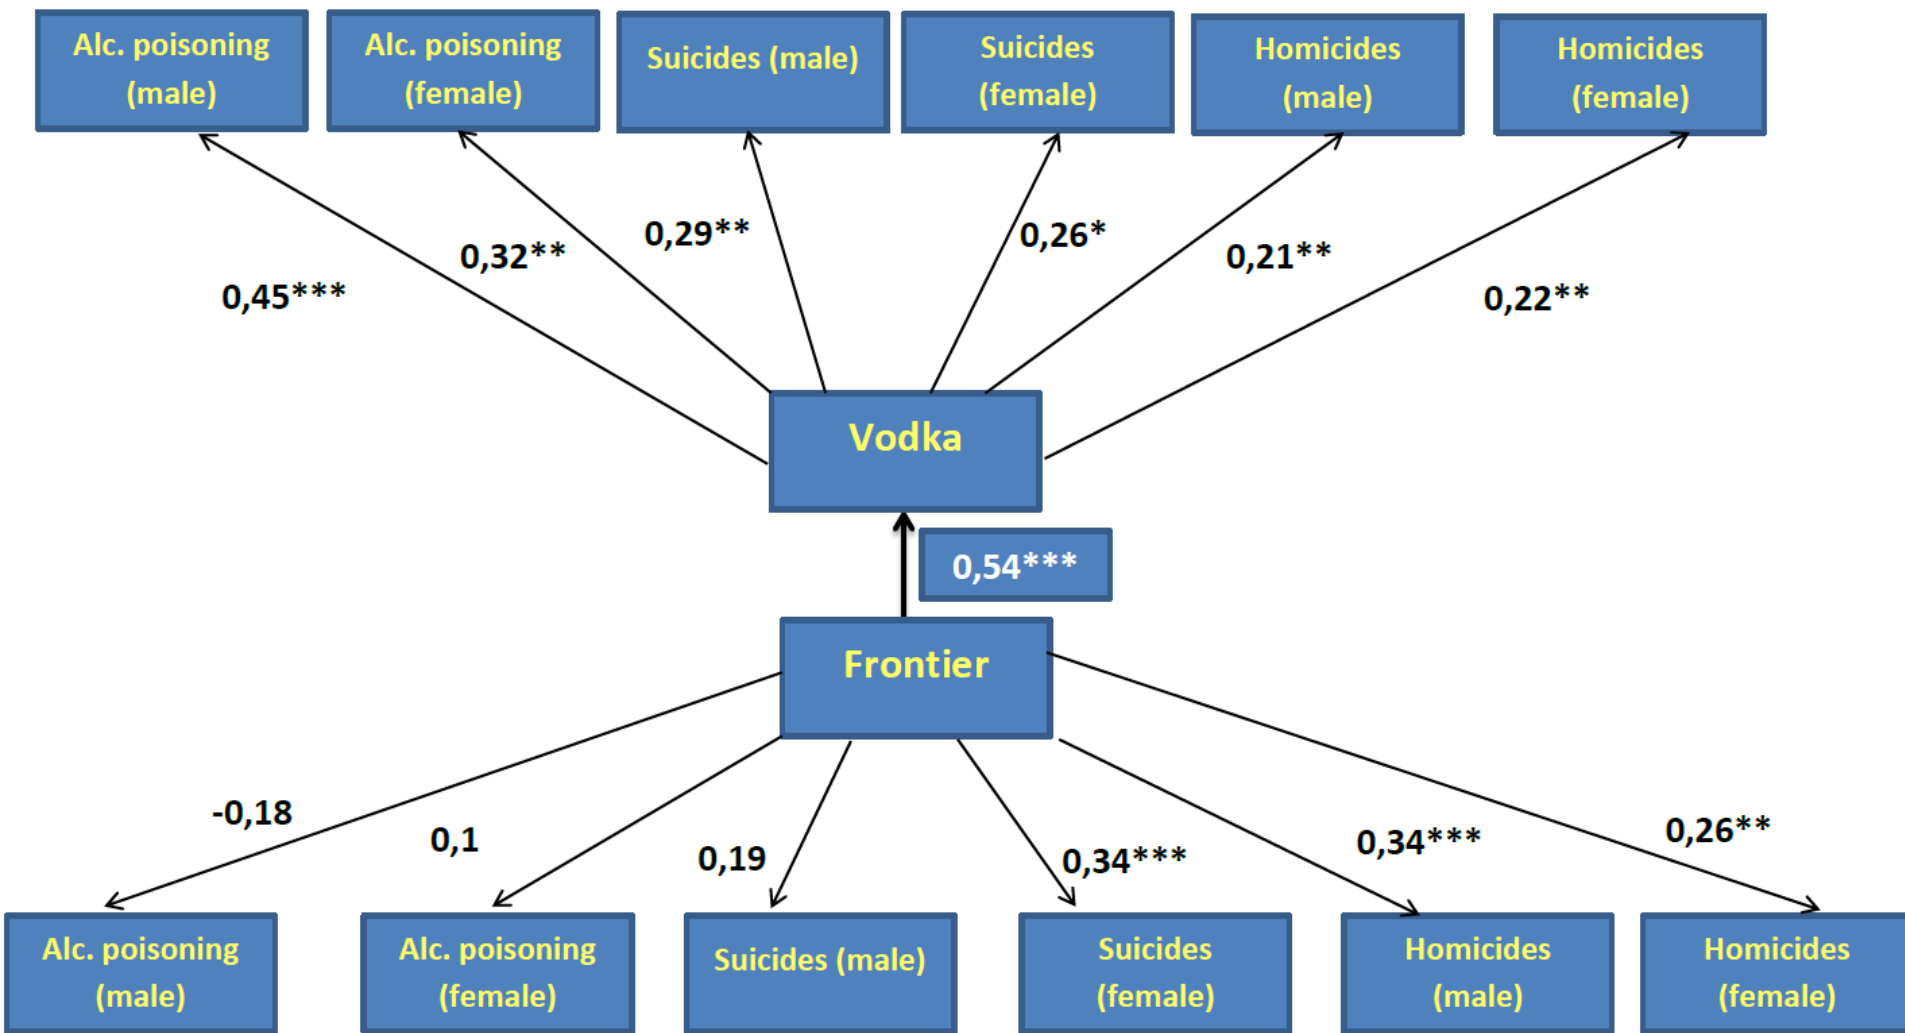 Alc. poisoning
(male)
Alc. poisoning
(female)
Suicides (male)
Suicides
(female)
Homicides
(male)
Homicides
(female)
0,45***
0,32**
0,29**
0,26*
0,21**
0,22**
Vodka
0,54***
Frontier
-0,18
0,1
0,19
0,34***
0,34***
0,26**
Alc. poisoning
(male)
Alc. poisoning
(female)
Suicides (male)
Suicides
(female)
Homicides
(male)
Homicides
(female)